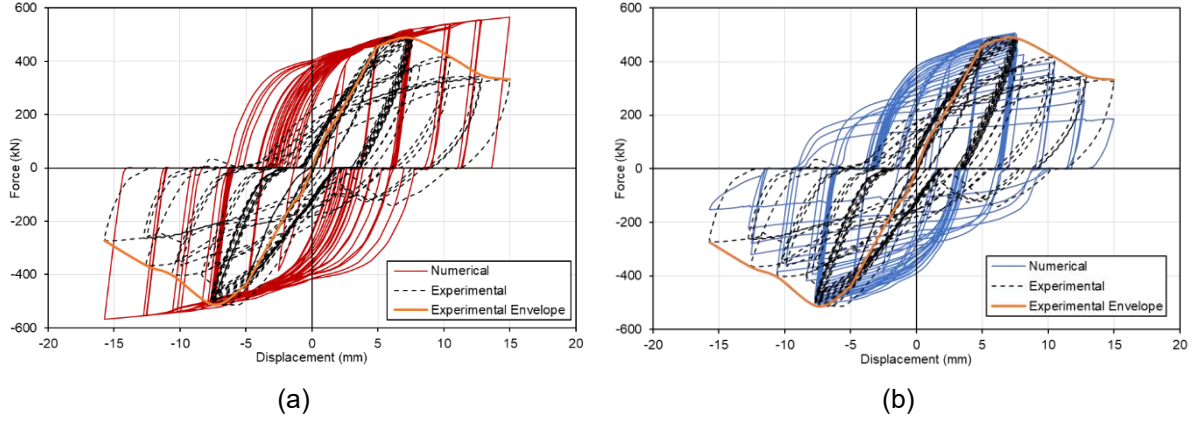 600
400
200
0
-200
-400
-600
Force (kN)
-20 -15 -10 -5 0 5 10 15 20
Displacement (mm)
Numerical
Experimental
Experimental Envelope
(a)
600
400
200
0
-200
-400
-600
Force (kN)
-20 -15 -10 -5 0 5 10 15 20
Displacement (mm)
Numerical
Experimental
Experimental Envelope
(b)